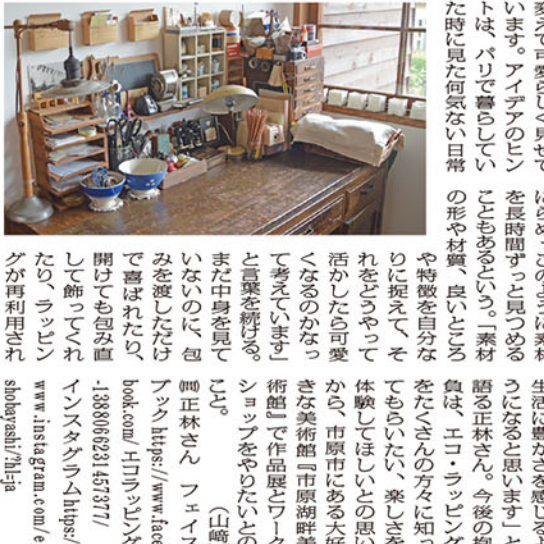 変えて可愛らしく見せて
います。アイデアのヒン
トは、パリで暮らしてい
た時に見た何気ない日常
にらめっこのように素材
を長時間ずっと見つめる
こともあるという。「素材
の形や材質、良いところ
や特徴を自分な
りに捉えて、そ
れをどうやって
活かしたら可愛
くなるのかなっ
て考えています」
と言葉を続ける。
まだ中身を見て
いないのに、包
みを渡しただけ
で喜ばれたり、
開けても包み直
して飾ってくれ
たり、ラッピン
グが再利用され
生活に豊かさを感じる
うになると思います」と
語る正林さん。今後の抱
負は、エコ・ラッピング
をたくさんの方々に知っ
てもらいたい、楽しさを
体験してほしいとの思い
から、市原市にある大好
きな美術館『市原湖畔美
術館』で作品展とワーク
ショップをやりたいとの
こと。 (山﨑
㉄正林さん フェイス
ブック https://www.face
book.com/ エコラッピング
-1388066231457377/
インスタグラムhttps:/
www.instagram.com/e
shobayashi/?hl=ja